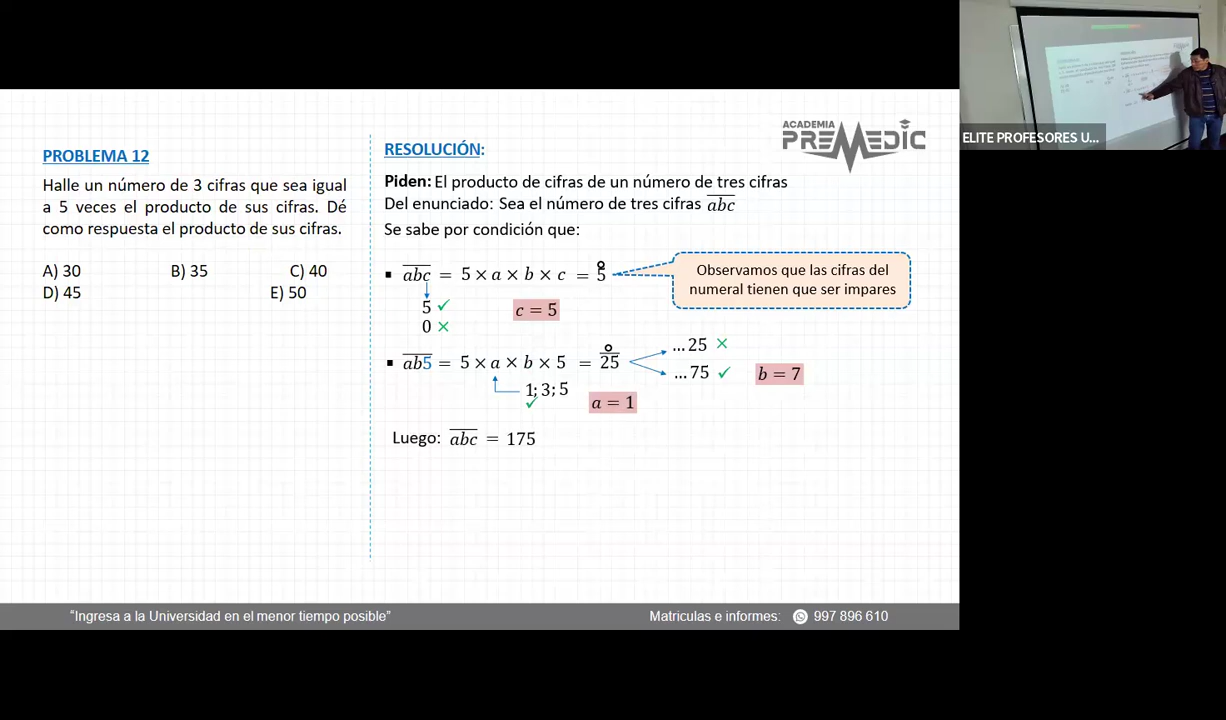 PROBLEMA 12
Halle un número de 3 cifras que sea igual
a 5 veces el producto de sus cifras. Dé
como respuesta el producto de sus cifras.
A) 30 B) 35 C) 40
D) 45 E) 50
ACADEMIA
PREMEDIC
RESOLUCIÓN:
Piden: El producto de cifras de un número de tres cifras
Del enunciado: Sea el número de tres cifras a̅b̅c̅
Se sabe por condición que:
▪ a̅b̅c̅ = 5 × a × b × c = 5̊
Observamos que las cifras del
numeral tienen que ser impares
5 ✓
0 ×
c = 5
▪ a̅b̅5̅ = 5 × a × b × 5 = 2̅5̅̊
...25 ×
...75 ✓
b = 7
1; 3; 5
✓
a = 1
Luego: a̅b̅c̅ = 175
"Ingresa a la Universidad en el menor tiempo posible"
Matriculas e informes: 997 896 610
ELITE PROFESORES U...